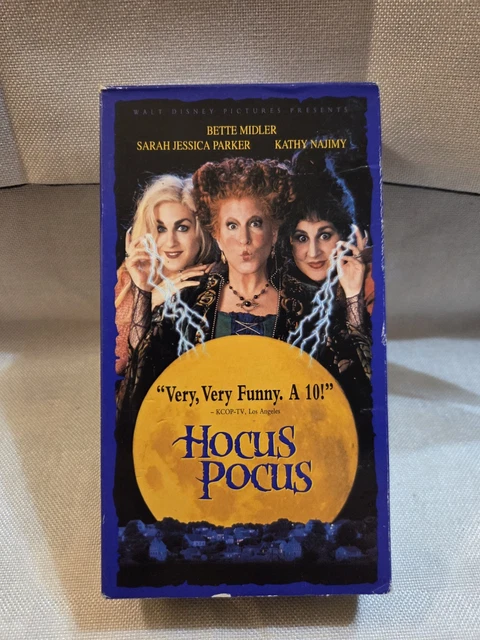 WALT DISNEY PICTURES PRESENTS
BETTE MIDLER
SARAH JESSICA PARKER KATHY NAJIMY
“Very, Very Funny. A 10!”
– KCOP-TV, Los Angeles
HOCUS
POCUS